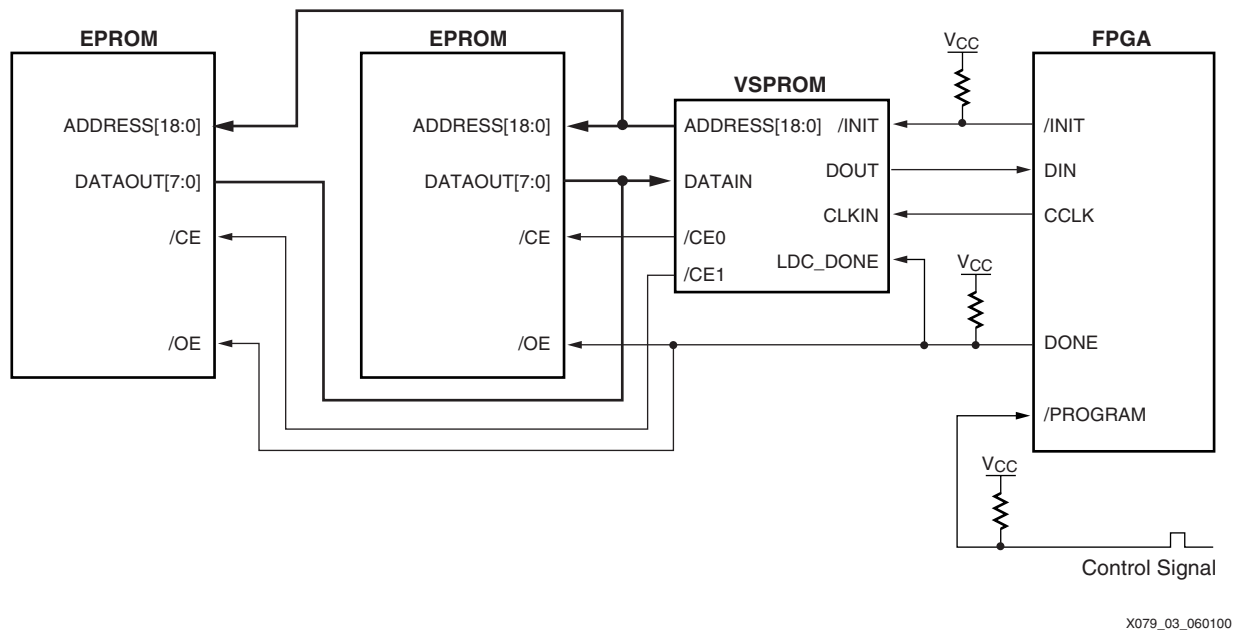 EPROM
ADDRESS[18:0]
DATAOUT[7:0]
/CE
/OE
EPROM
ADDRESS[18:0]
DATAOUT[7:0]
/CE
/OE
VSPROM
ADDRESS[18:0] /INIT
DATAIN
DOUT
CLKIN
/CE0
/CE1
LDC_DONE
VCC
VCC
FPGA
/INIT
DIN
CCLK
DONE
/PROGRAM
VCC
Control Signal
X079_03_060100